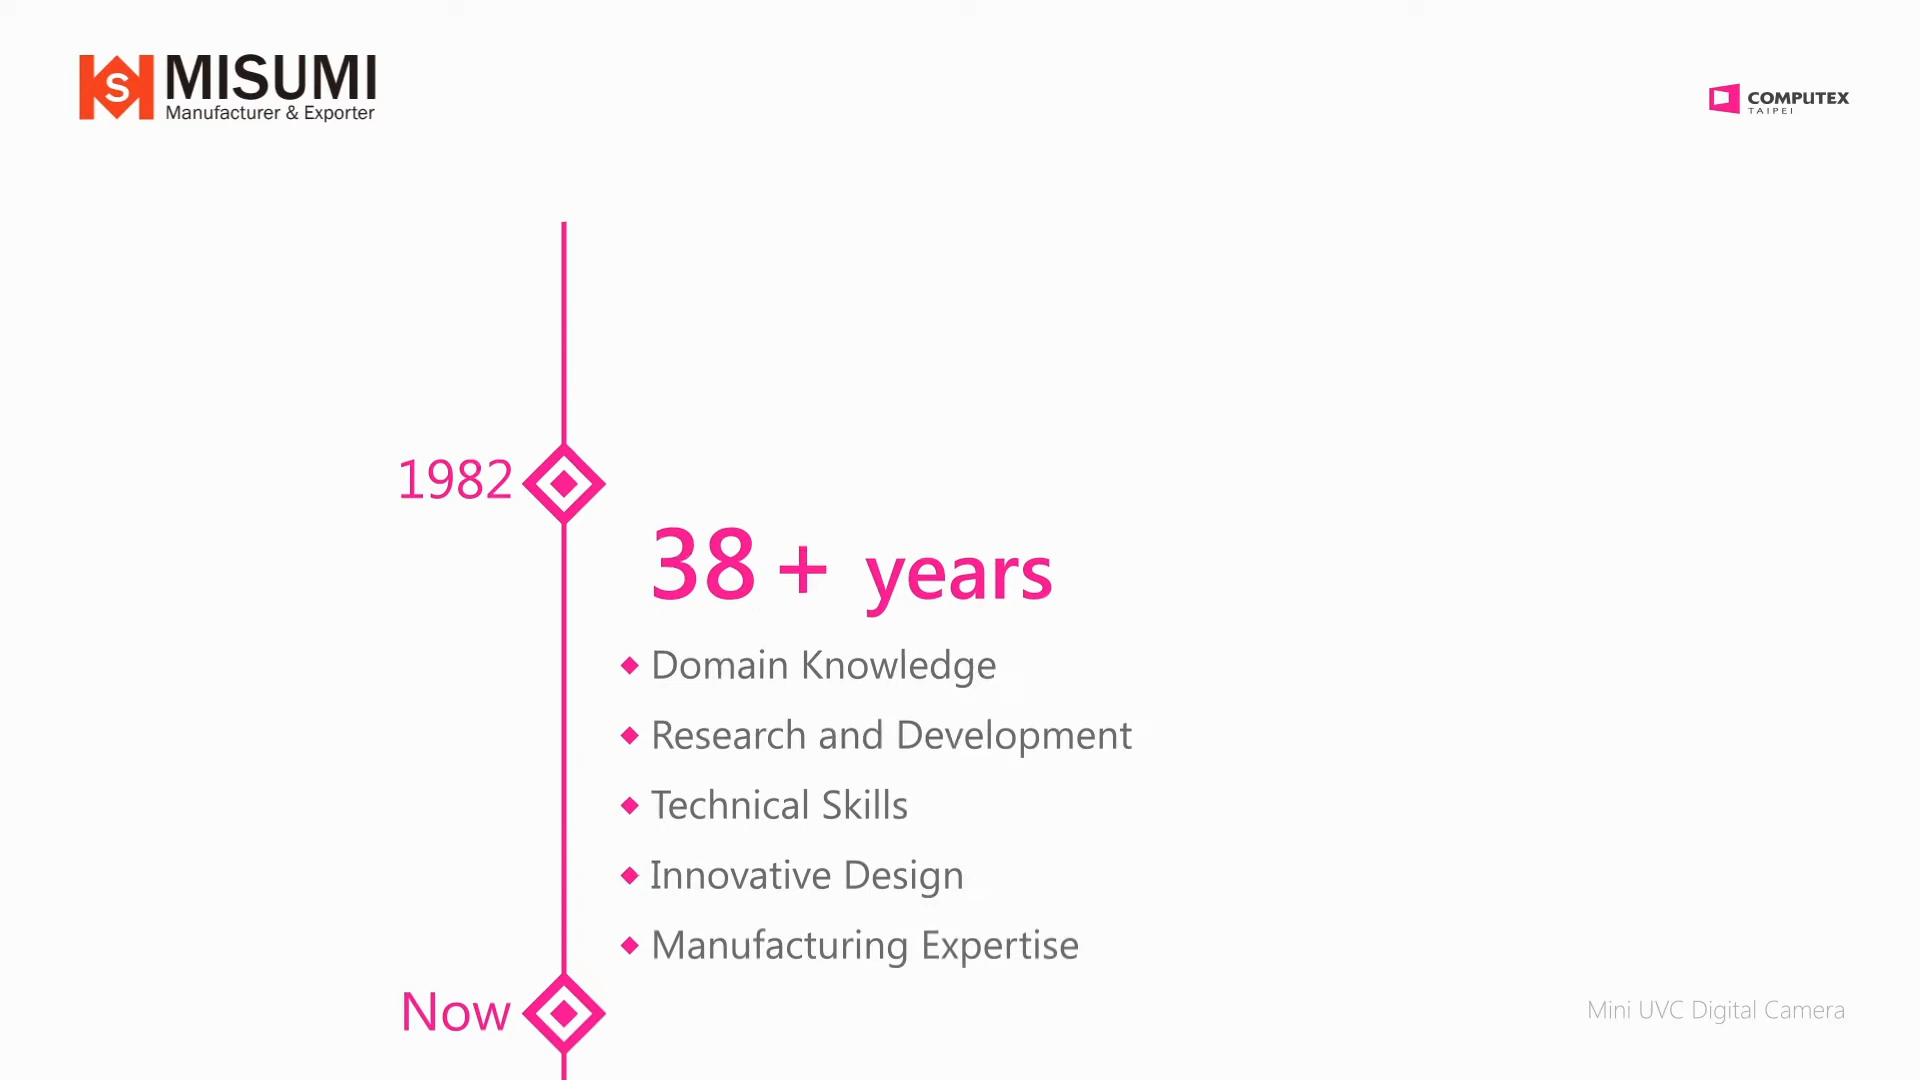 S
MISUMI
Manufacturer & Exporter
COMPUTEX
TAIPEI
1982
38 + years
Domain Knowledge
Research and Development
Technical Skills
Innovative Design
Manufacturing Expertise
Now
Mini UVC Digital Camera